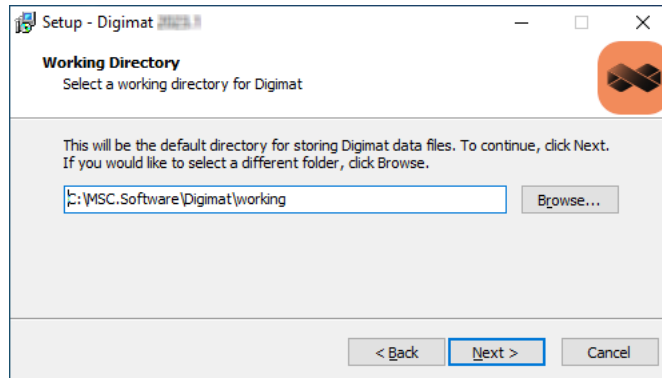 Setup - Digimat
Working Directory
Select a working directory for Digimat
This will be the default directory for storing Digimat data files. To continue, click Next.
If you would like to select a different folder, click Browse.
C:\MSC.Software\Digimat\working
Browse...
< Back
Next >
Cancel